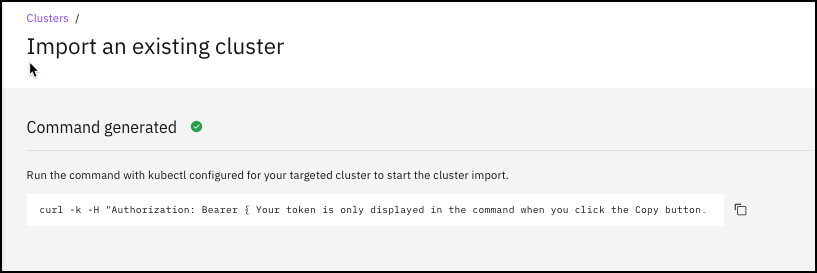 Clusters /
Import an existing cluster
Command generated
Run the command with kubectl configured for your targeted cluster to start the cluster import.
curl -k -H "Authorization: Bearer { Your token is only displayed in the command when you click the Copy button.